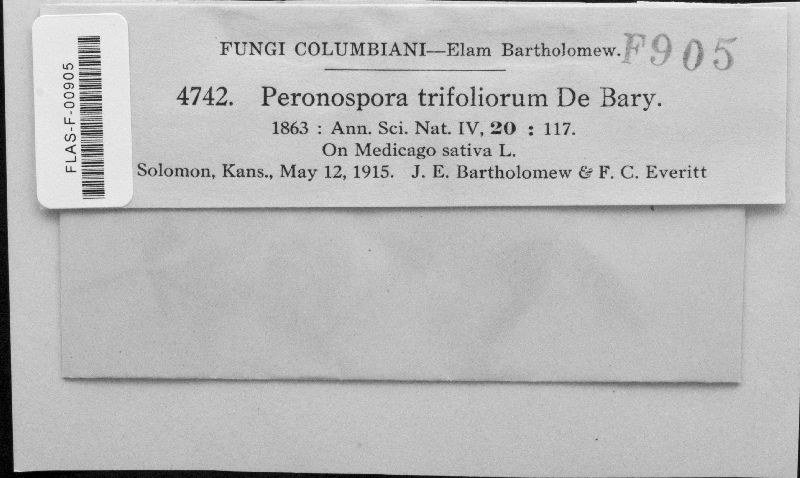 FUNGI COLUMBIANI—Elam Bartholomew.
F905
4742. Peronospora trifoliorum De Bary.
1863 : Ann. Sci. Nat. IV, 20 : 117.
On Medicago sativa L.
Solomon, Kans., May 12, 1915. J. E. Bartholomew & F. C. Everitt
FLAS-F-00905